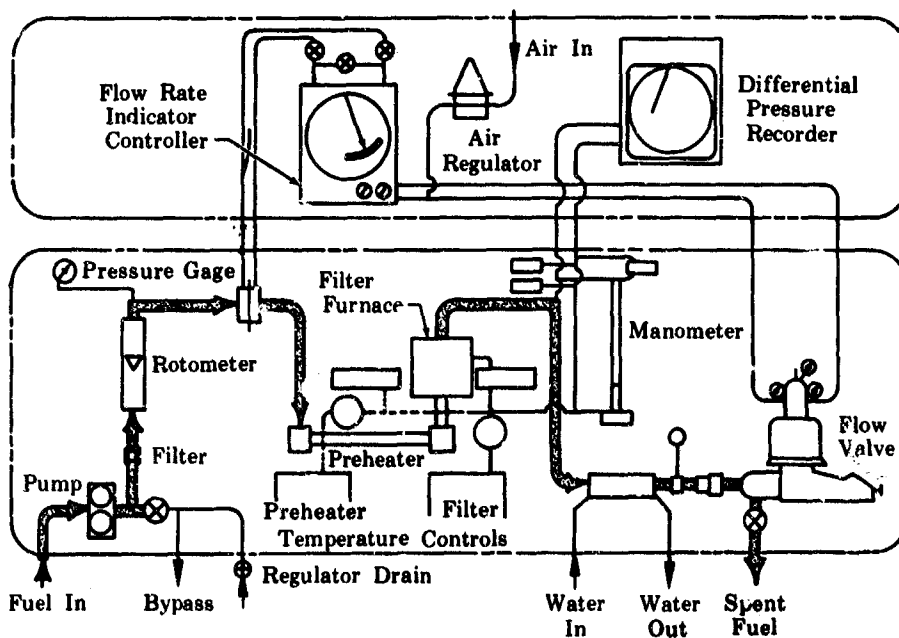 Air In
Flow Rate
Indicator
Controller
Air
Regulator
Differential
Pressure
Recorder
Pressure Gage
Filter
Furnace
Manometer
Rotometer
Filter
Flow
Valve
Pump
Preheater
Preheater
Filter
Temperature Controls
Fuel In
Bypass
Regulator Drain
Water
In
Water
Out
Spent
Fuel